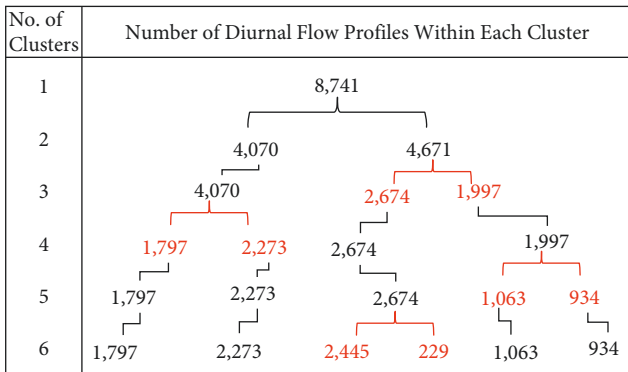 No. of Clusters Number of Diurnal Flow Profiles Within Each Cluster
1 8,741
2 4,070 4,671
3 4,070 2,674 1,997
4 1,797 2,273 2,674 1,997
5 1,797 2,273 2,674 1,063 934
6 1,797 2,273 2,445 229 1,063 934